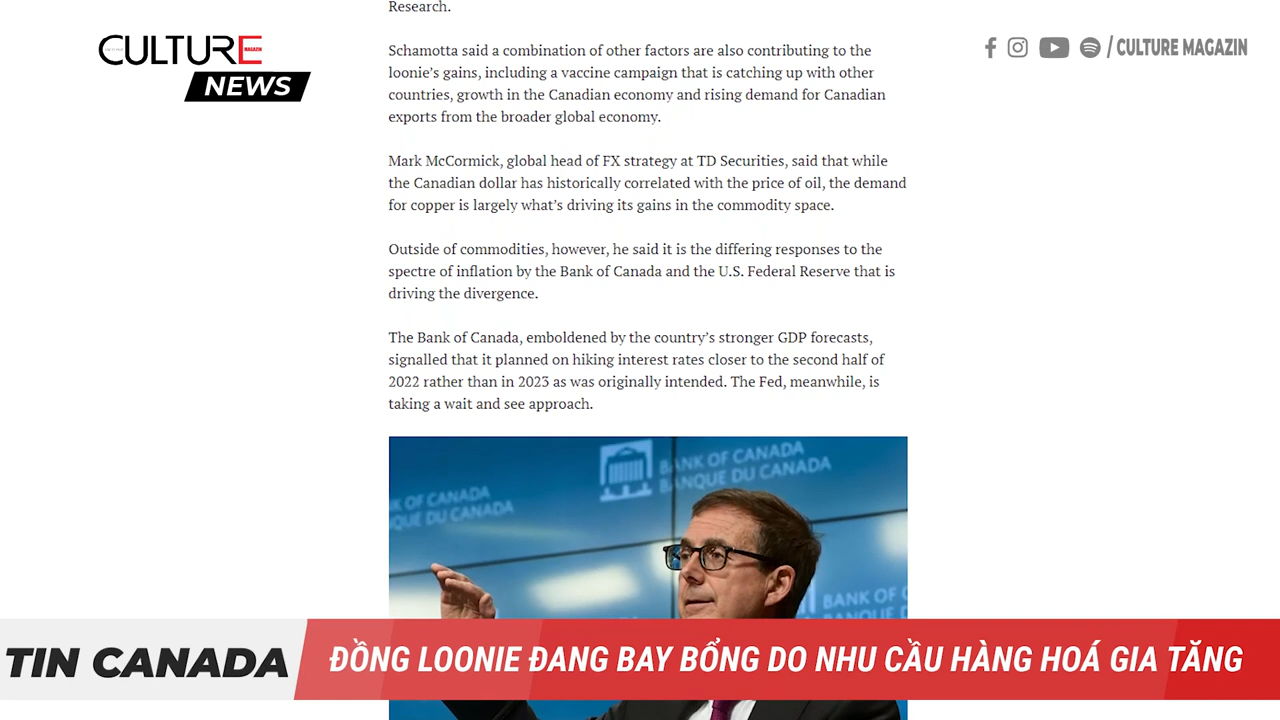 CULTURE
MAGAZIN
NEWS
/ CULTURE MAGAZIN
Research.
Schamotta said a combination of other factors are also contributing to the
loonie’s gains, including a vaccine campaign that is catching up with other
countries, growth in the Canadian economy and rising demand for Canadian
exports from the broader global economy.
Mark McCormick, global head of FX strategy at TD Securities, said that while
the Canadian dollar has historically correlated with the price of oil, the demand
for copper is largely what’s driving its gains in the commodity space.
Outside of commodities, however, he said it is the differing responses to the
spectre of inflation by the Bank of Canada and the U.S. Federal Reserve that is
driving the divergence.
The Bank of Canada, emboldened by the country’s stronger GDP forecasts,
signalled that it planned on hiking interest rates closer to the second half of
2022 rather than in 2023 as was originally intended. The Fed, meanwhile, is
taking a wait and see approach.
BANK OF CANADA
BANQUE DU CANADA
K OF CANADA
QUE DU CANADA
BANK OF C
TIN CANADA
ĐỒNG LOONIE ĐANG BAY BỔNG DO NHU CẦU HÀNG HOÁ GIA TĂNG